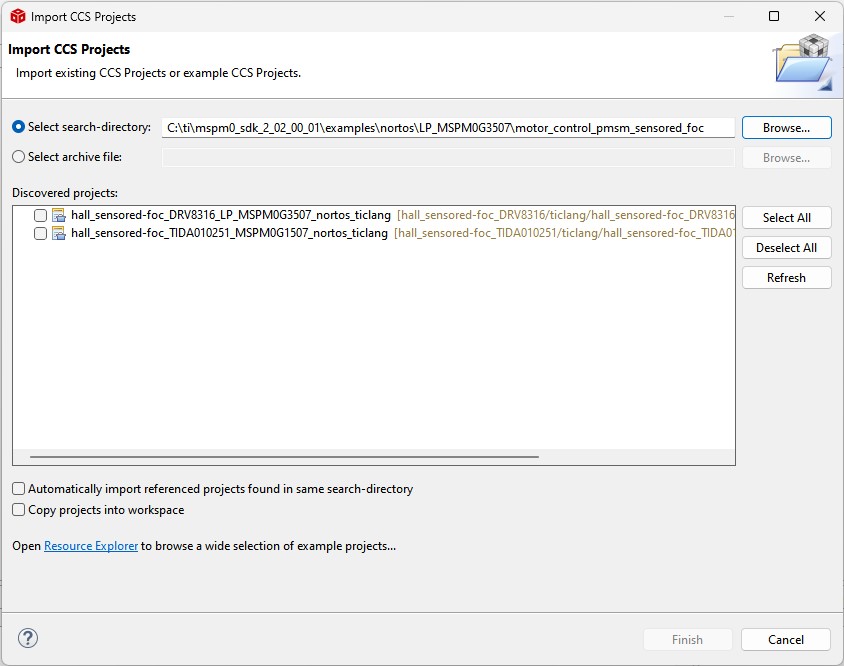 Import CCS Projects
Import CCS Projects
Import existing CCS Projects or example CCS Projects.
Select search-directory: C:\ti\mspm0_sdk_2_02_00_01\examples\nortos\LP_MSPM0G3507\motor_control_pmsm_sensored_foc Browse...
Select archive file: Browse...
Discovered projects:
hall_sensored-foc_DRV8316_LP_MSPM0G3507_nortos_ticlang [hall_sensored-foc_DRV8316/ticlang/hall_sensored-foc_DRV8316
hall_sensored-foc_TIDA010251_MSPM0G1507_nortos_ticlang [hall_sensored-foc_TIDA010251/ticlang/hall_sensored-foc_TIDA01
Select All
Deselect All
Refresh
Automatically import referenced projects found in same search-directory
Copy projects into workspace
Open Resource Explorer to browse a wide selection of example projects...
? Finish Cancel